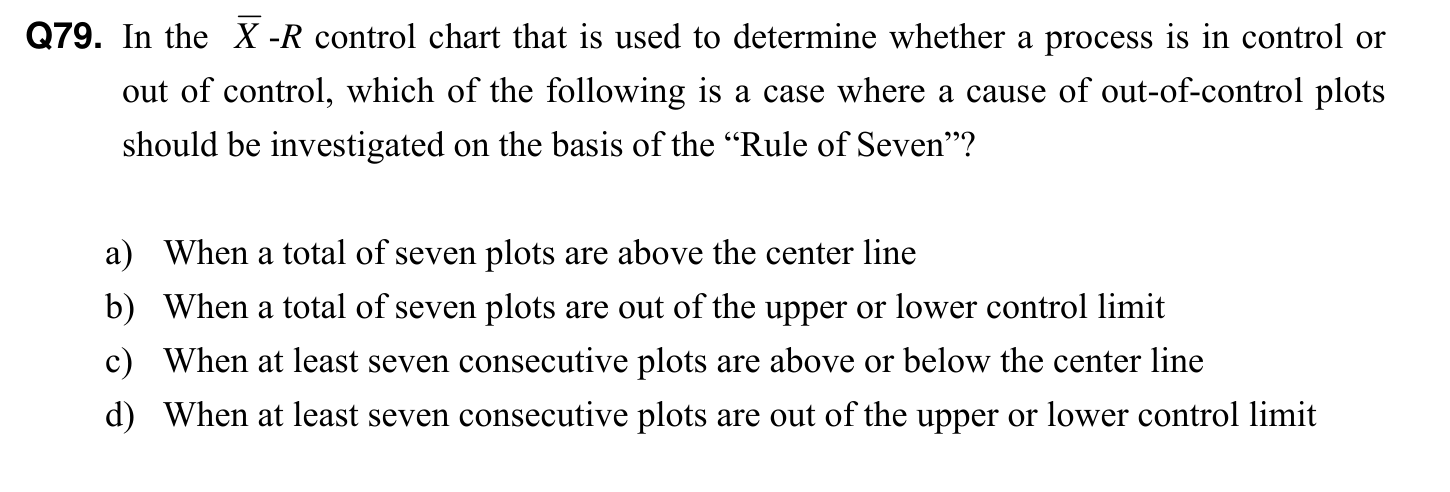 Q79. In the X̅ -R control chart that is used to determine whether a process is in control or
out of control, which of the following is a case where a cause of out-of-control plots
should be investigated on the basis of the “Rule of Seven”?
a) When a total of seven plots are above the center line
b) When a total of seven plots are out of the upper or lower control limit
c) When at least seven consecutive plots are above or below the center line
d) When at least seven consecutive plots are out of the upper or lower control limit